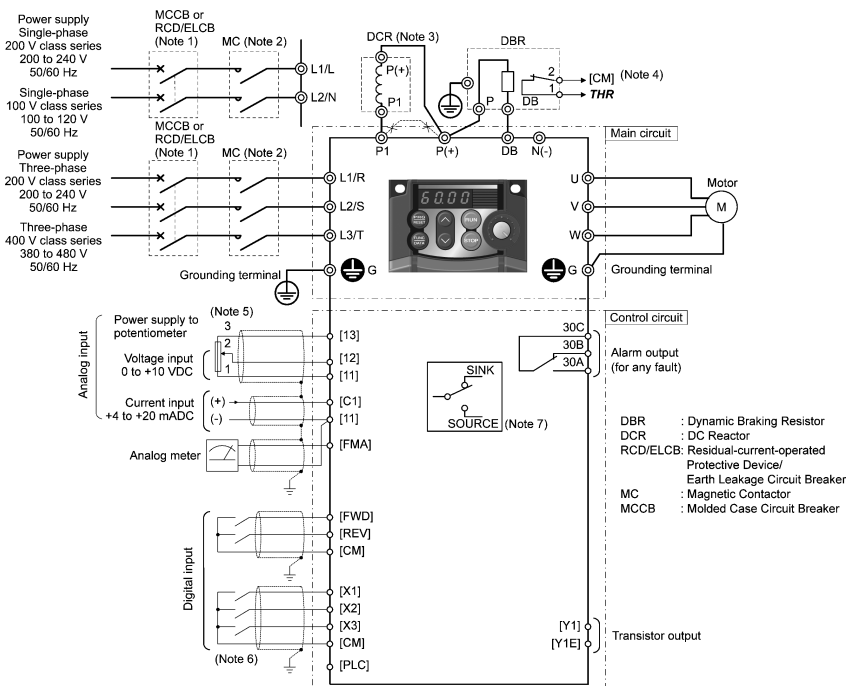 Power supply
Single-phase
200 V class series
200 to 240 V
50/60 Hz
Single-phase
100 V class series
100 to 120 V
50/60 Hz
MCCB or
RCD/ELCB
(Note 1)
MC (Note 2)
L1/L
L2/N
DCR (Note 3)
P(+)
P1
DBR
P
DB
2
1
[CM] (Note 4)
THR
Main circuit
P1
P(+)
DB
N(-)
MCCB or
RCD/ELCB
(Note 1)
MC (Note 2)
Power supply
Three-phase
200 V class series
200 to 240 V
50/60 Hz
Three-phase
400 V class series
380 to 480 V
50/60 Hz
L1/R
L2/S
L3/T
60.00
RUN
STOP
U
V
W
Motor
M
Grounding terminal
G
G
Grounding terminal
Control circuit
Analog input
(Note 5)
Power supply to
potentiometer
3
2
1
Voltage input
0 to +10 VDC
Current input
+4 to +20 mADC
(+)
(-)
Analog meter
[13]
[12]
[11]
[C1]
[11]
[FMA]
SINK
SOURCE
(Note 7)
30C
30B
30A
Alarm output
(for any fault)
DBR : Dynamic Braking Resistor
DCR : DC Reactor
RCD/ELCB: Residual-current-operated
Protective Device/
Earth Leakage Circuit Breaker
MC : Magnetic Contactor
MCCB : Molded Case Circuit Breaker
Digital input
[FWD]
[REV]
[CM]
[X1]
[X2]
[X3]
[CM]
(Note 6)
[PLC]
[Y1]
[Y1E]
Transistor output